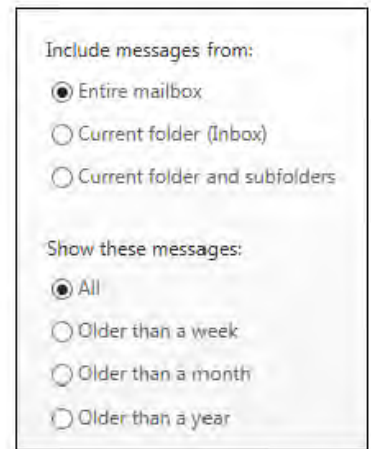 Include messages from:
Entire mailbox
Current folder (Inbox)
Current folder and subfolders
Show these messages:
All
Older than a week
Older than a month
Older than a year